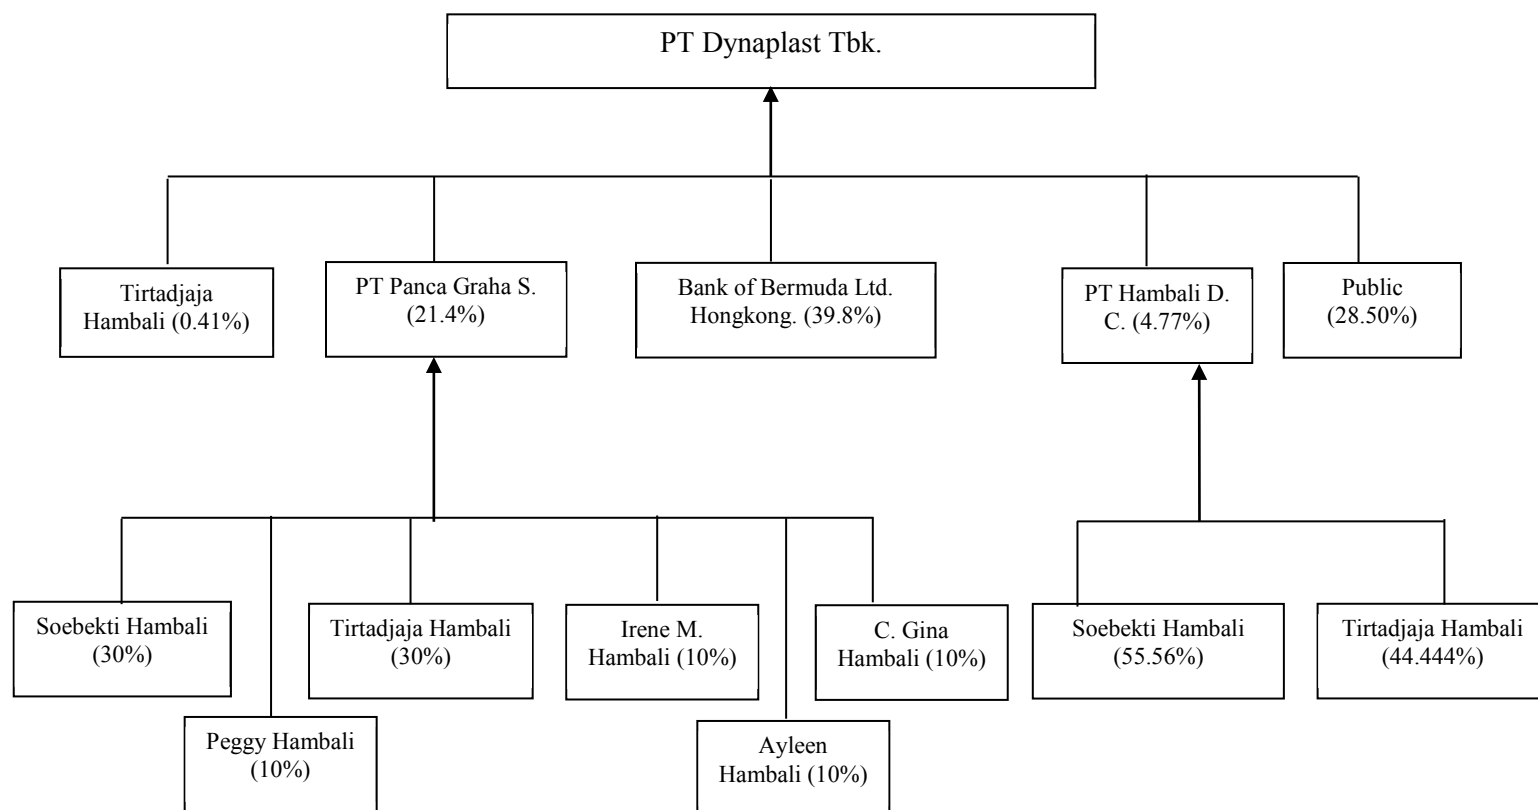 PT Dynaplast Tbk.
Tirtadjaja
Hambali (0.41%)
PT Panca Graha S.
(21.4%)
Bank of Bermuda Ltd.
Hongkong. (39.8%)
PT Hambali D.
C. (4.77%)
Public
(28.50%)
Soebekti Hambali
(30%)
Tirtadjaja Hambali
(30%)
Irene M.
Hambali (10%)
C. Gina
Hambali (10%)
Soebekti Hambali
(55.56%)
Tirtadjaja Hambali
(44.444%)
Peggy Hambali
(10%)
Ayleen
Hambali (10%)